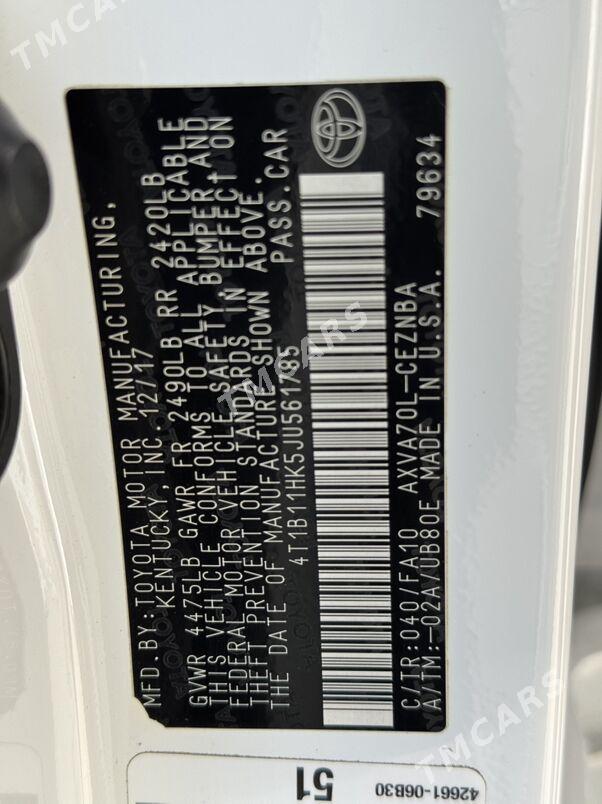 MFD. BY: TOYOTA MOTOR MANUFACTURING,
KENTUCKY, INC. 12/17
GVWR 4475LB GAWR FR 2490LB RR 2420LB
THIS VEHICLE CONFORMS TO ALL APPLICABLE
FEDERAL MOTOR VEHICLE SAFETY, BUMPER AND
THEFT PREVENTION STANDARDS IN EFFECT ON
THE DATE OF MANUFACTURE SHOWN ABOVE.
PASS. CAR
C/TR: 040/FA10 AXVA70L-CEZNBA 79634
A/TM: -02A/UB80E MADE IN U.S.A.
51
42661-06B30
TMCARS
TMCARS
TMCARS